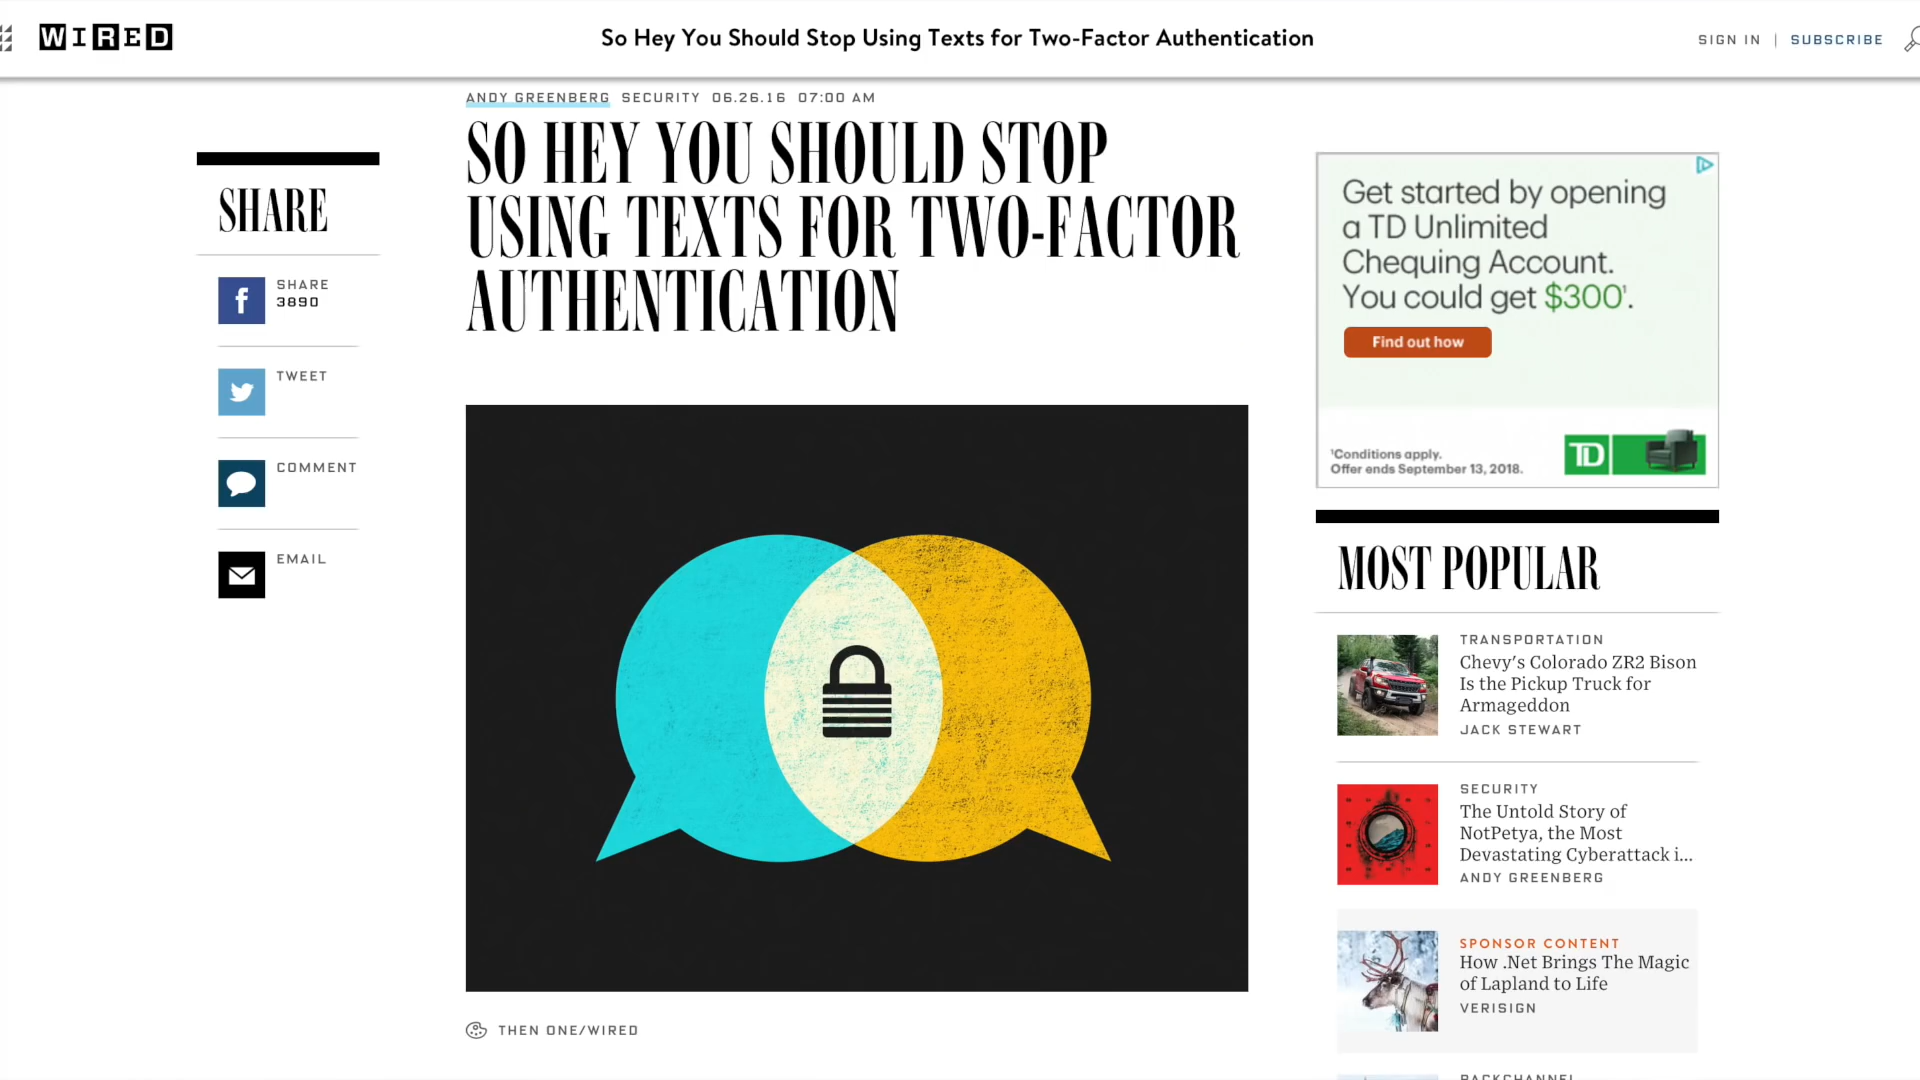 WIRED
So Hey You Should Stop Using Texts for Two-Factor Authentication
SIGN IN | SUBSCRIBE
ANDY GREENBERG SECURITY 06.26.16 07:00 AM
SO HEY YOU SHOULD STOP
USING TEXTS FOR TWO-FACTOR
AUTHENTICATION
SHARE
SHARE
3890
TWEET
COMMENT
EMAIL
THEN ONE/WIRED
Get started by opening
a TD Unlimited
Chequing Account.
You could get $300¹.
Find out how
¹Conditions apply.
Offer ends September 13, 2018.
TD
MOST POPULAR
TRANSPORTATION
Chevy's Colorado ZR2 Bison
Is the Pickup Truck for
Armageddon
JACK STEWART
SECURITY
The Untold Story of
NotPetya, the Most
Devastating Cyberattack i...
ANDY GREENBERG
SPONSOR CONTENT
How .Net Brings The Magic
of Lapland to Life
VERISIGN
BACKCHANNEL